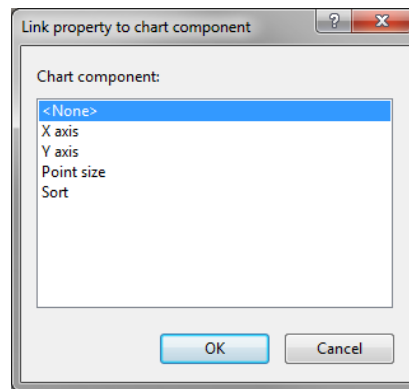 Link property to chart component
?
Chart component:
<None>
X axis
Y axis
Point size
Sort
OK
Cancel